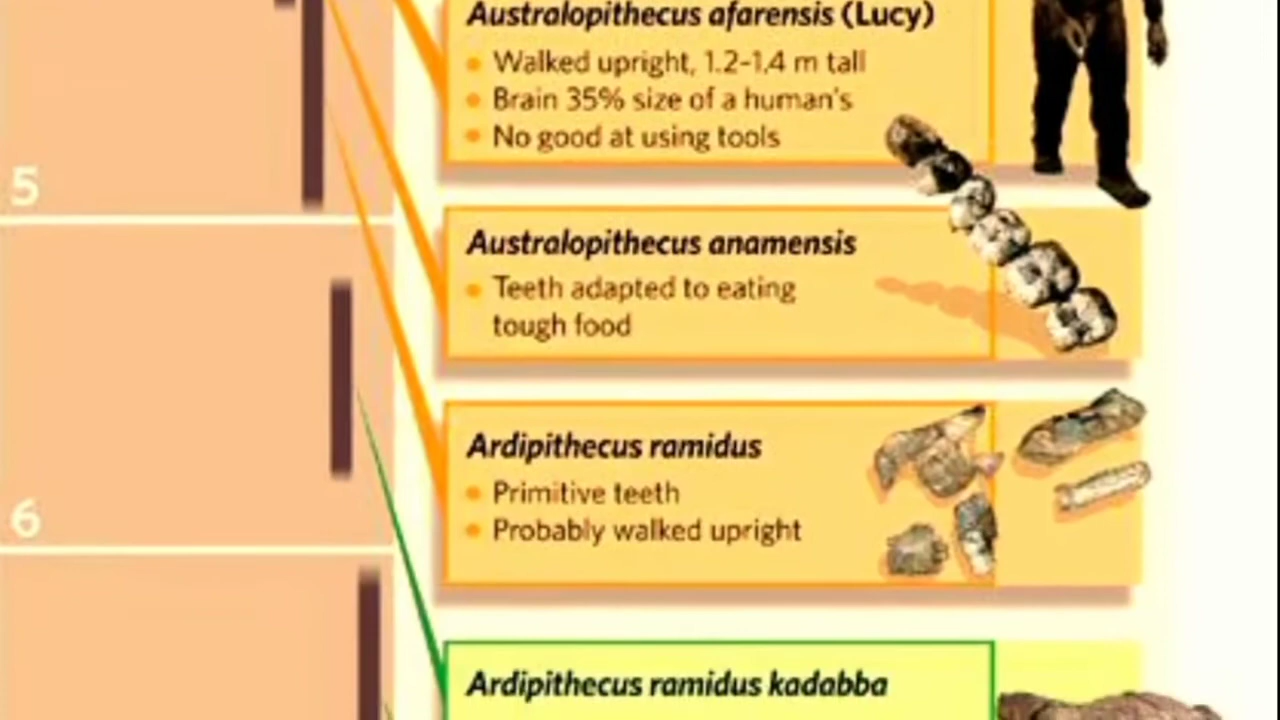 Australopithecus afarensis (Lucy)
• Walked upright, 1.2–1.4 m tall
• Brain 35% size of a human's
• No good at using tools
5
Australopithecus anamensis
• Teeth adapted to eating
tough food
Ardipithecus ramidus
• Primitive teeth
• Probably walked upright
6
Ardipithecus ramidus kadabba